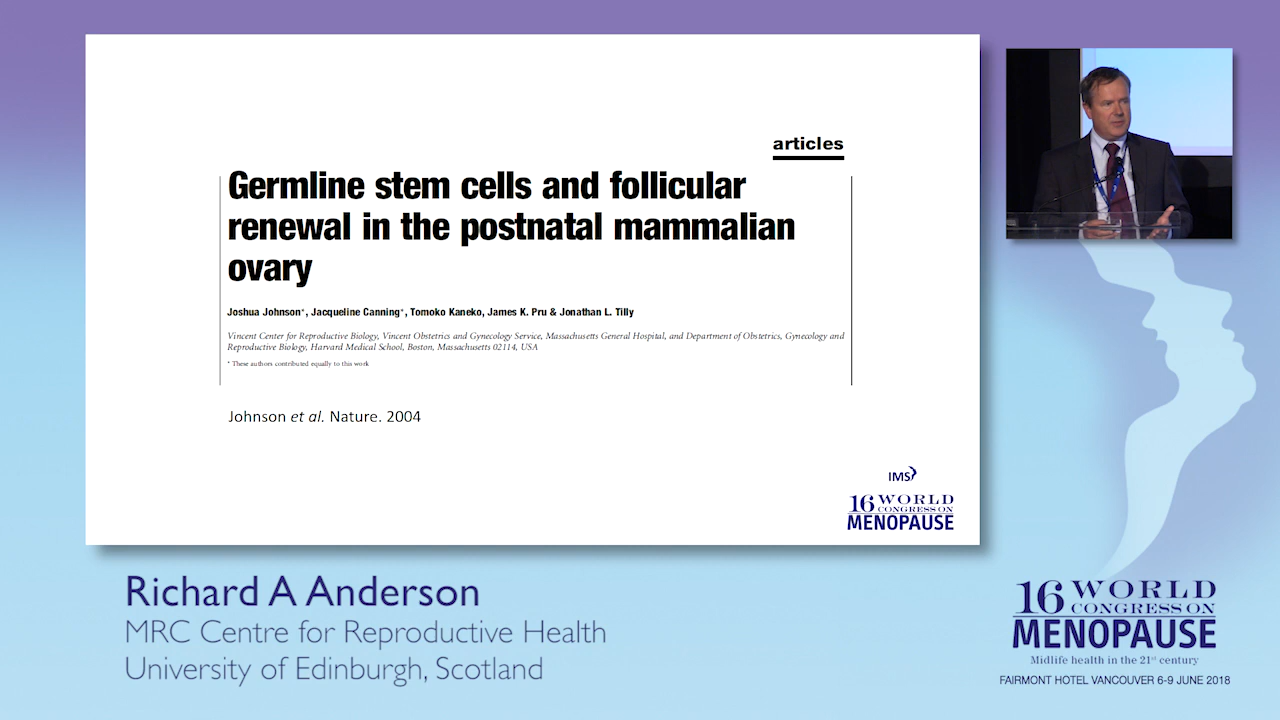 articles
Germline stem cells and follicular
renewal in the postnatal mammalian
ovary
Joshua Johnson*, Jacqueline Canning*, Tomoko Kaneko, James K. Pru & Jonathan L. Tilly
Vincent Center for Reproductive Biology, Vincent Obstetrics and Gynecology Service, Massachusetts General Hospital, and Department of Obstetrics, Gynecology and
Reproductive Biology, Harvard Medical School, Boston, Massachusetts 02114, USA
* These authors contributed equally to this work
Johnson et al. Nature. 2004
IMS
16 WORLD
CONGRESS ON
MENOPAUSE
Richard A Anderson
MRC Centre for Reproductive Health
University of Edinburgh, Scotland
16 WORLD
CONGRESS ON
MENOPAUSE
Midlife health in the 21st century
FAIRMONT HOTEL VANCOUVER 6-9 JUNE 2018